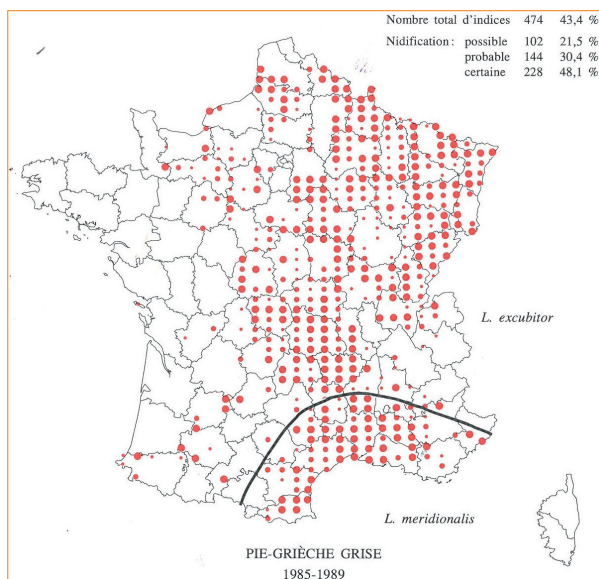 Nombre total d'indices 474 43,4 %
Nidification : possible 102 21,5 %
probable 144 30,4 %
certaine 228 48,1 %
L. excubitor
L. meridionalis
PIE-GRIÈCHE GRISE
1985-1989